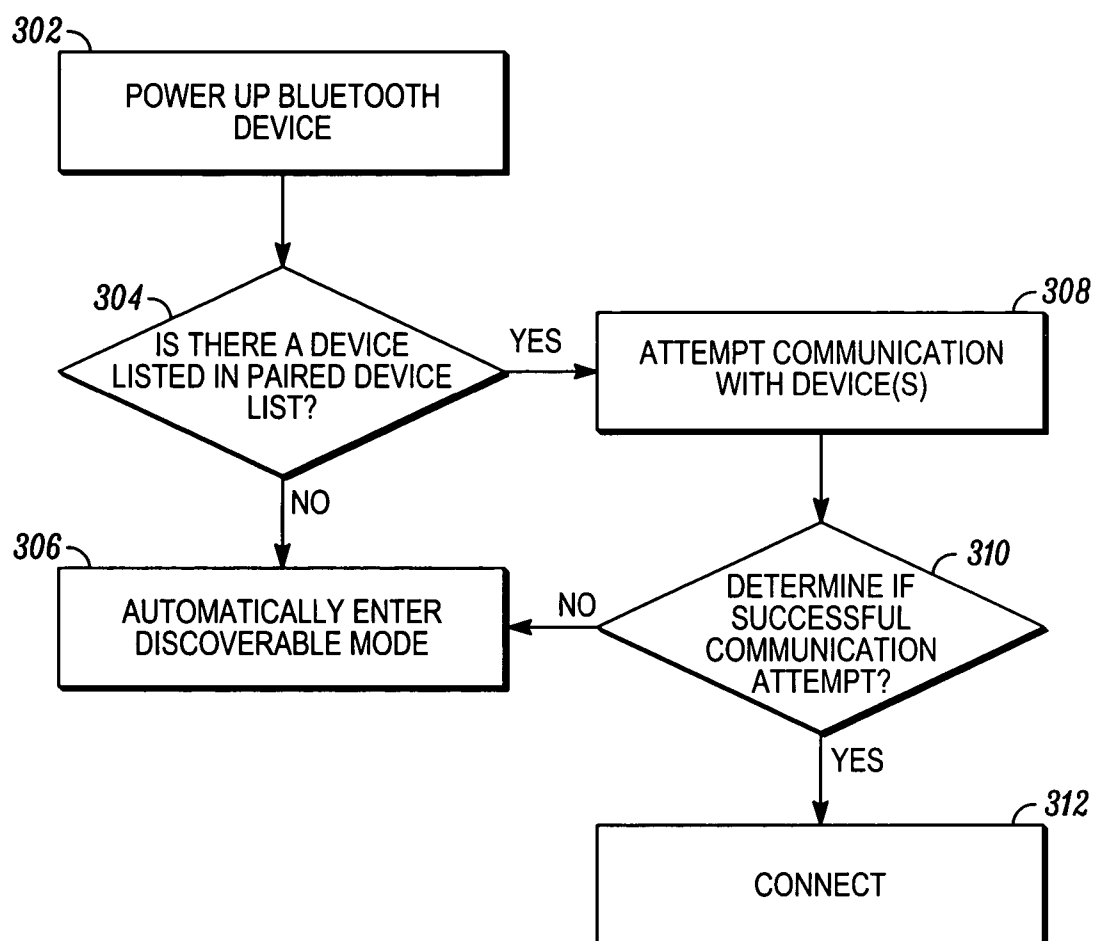 302
POWER UP BLUETOOTH
DEVICE
304
IS THERE A DEVICE
LISTED IN PAIRED DEVICE
LIST?
YES
308
ATTEMPT COMMUNICATION
WITH DEVICE(S)
NO
306
AUTOMATICALLY ENTER
DISCOVERABLE MODE
NO
310
DETERMINE IF
SUCCESSFUL
COMMUNICATION
ATTEMPT?
YES
312
CONNECT